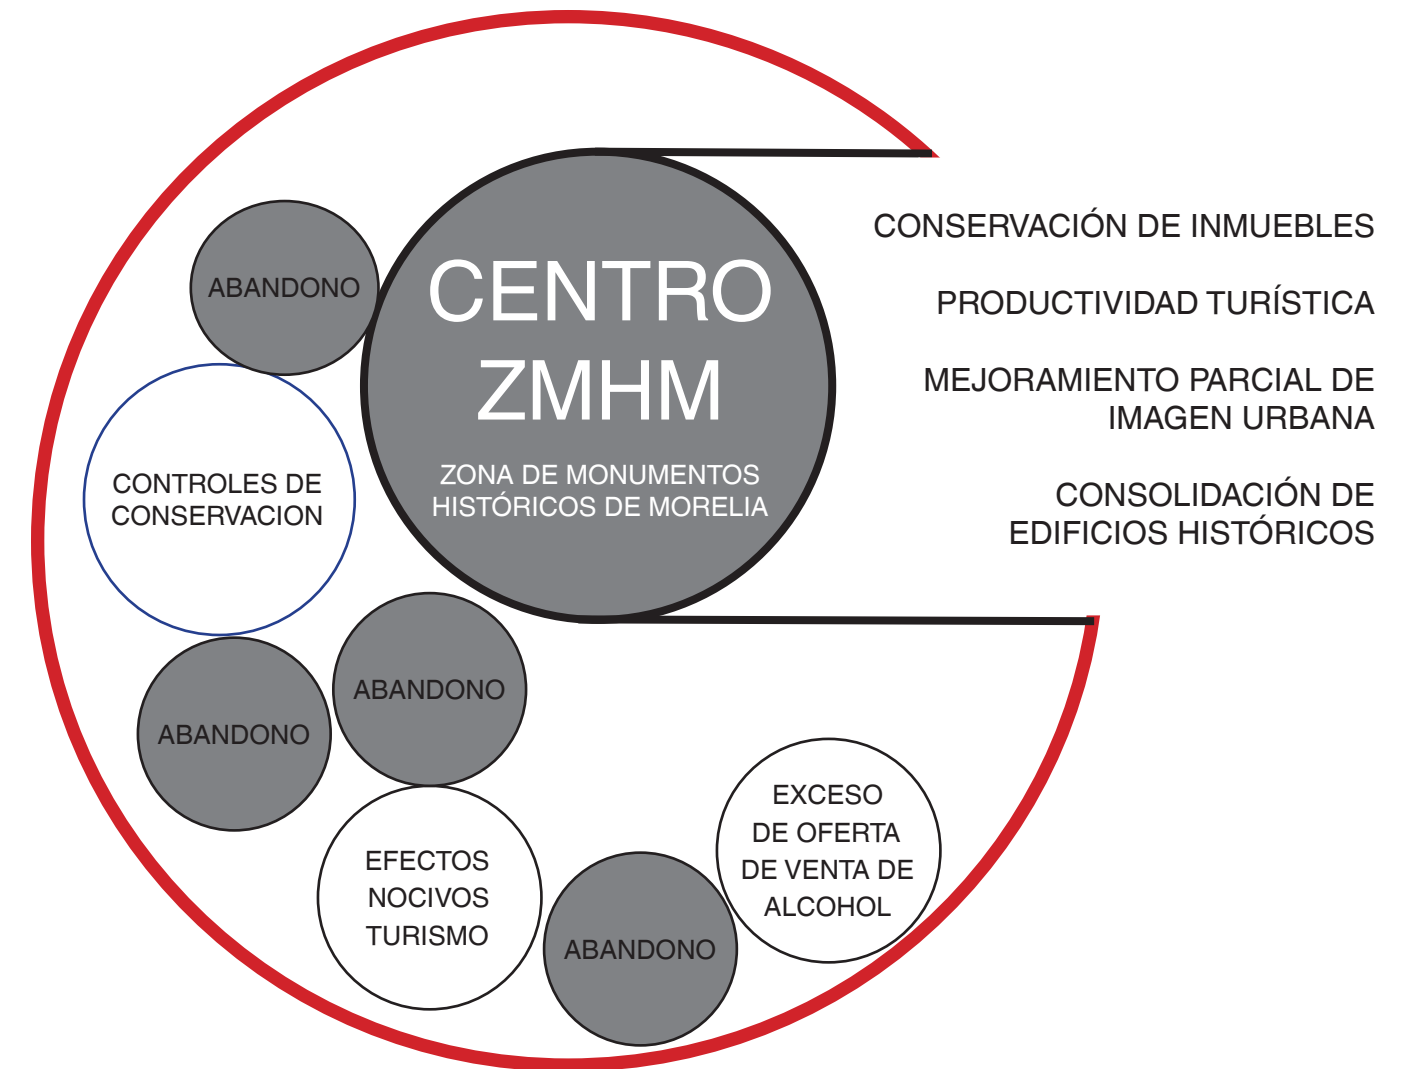 CENTRO
ZMHM
ZONA DE MONUMENTOS
HISTÓRICOS DE MORELIA
CONSERVACIÓN DE INMUEBLES
PRODUCTIVIDAD TURÍSTICA
MEJORAMIENTO PARCIAL DE
IMAGEN URBANA
CONSOLIDACIÓN DE
EDIFICIOS HISTÓRICOS
ABANDONO
CONTROLES DE
CONSERVACION
ABANDONO
ABANDONO
EFECTOS
NOCIVOS
TURISMO
ABANDONO
EXCESO
DE OFERTA
DE VENTA DE
ALCOHOL